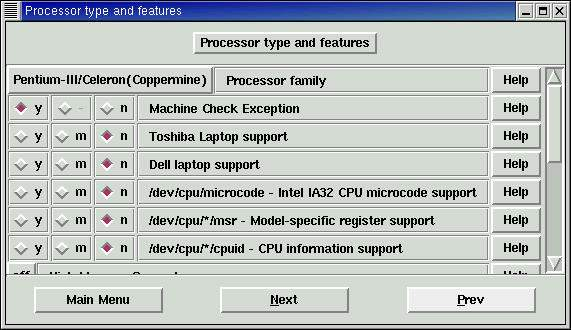 Processor type and features
Processor type and features
Pentium-III/Celeron(Coppermine) Processor family Help
y - n Machine Check Exception Help
y m n Toshiba Laptop support Help
y m n Dell laptop support Help
y m n /dev/cpu/microcode - Intel IA32 CPU microcode support Help
y m n /dev/cpu/*/msr - Model-specific register support Help
y m n /dev/cpu/*/cpuid - CPU information support Help
off Help
Main Menu Next Prev